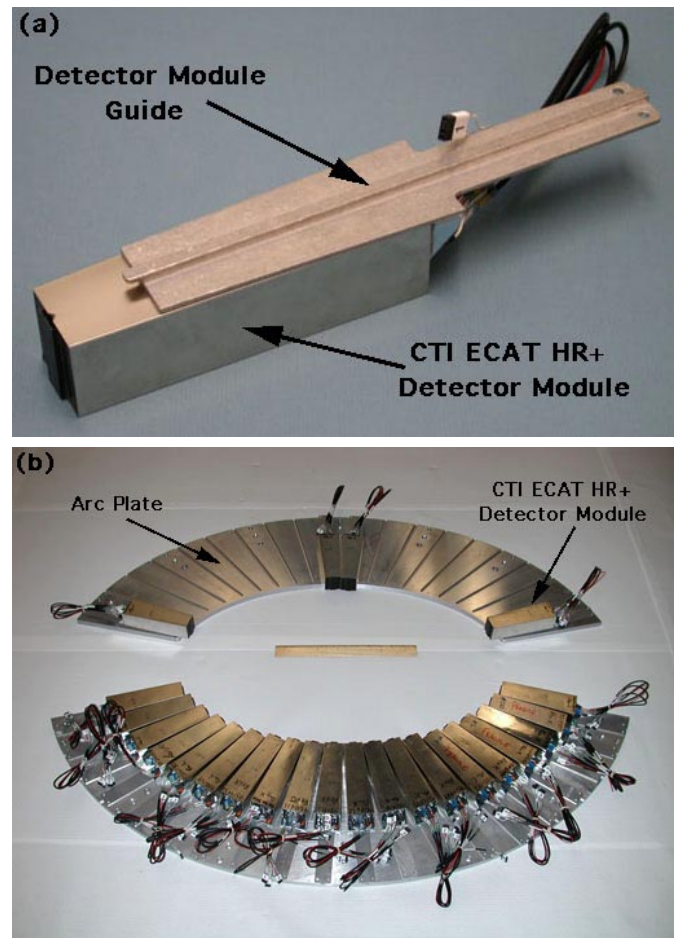 (a)
Detector Module
Guide
CTI ECAT HR+
Detector Module
(b)
Arc Plate
CTI ECAT HR+
Detector Module